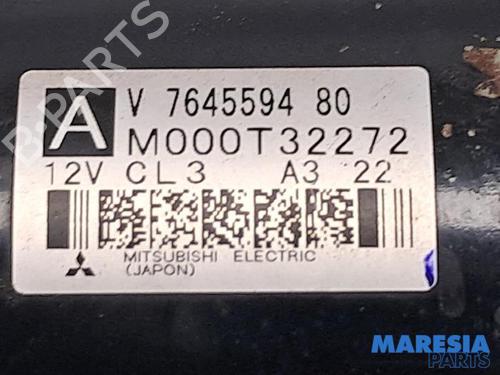 A
V 7645594 80
M000T32272
12V CL3 A3 22
MITSUBISHI ELECTRIC
(JAPON)
B-PARTS
MARESIA
PARTS